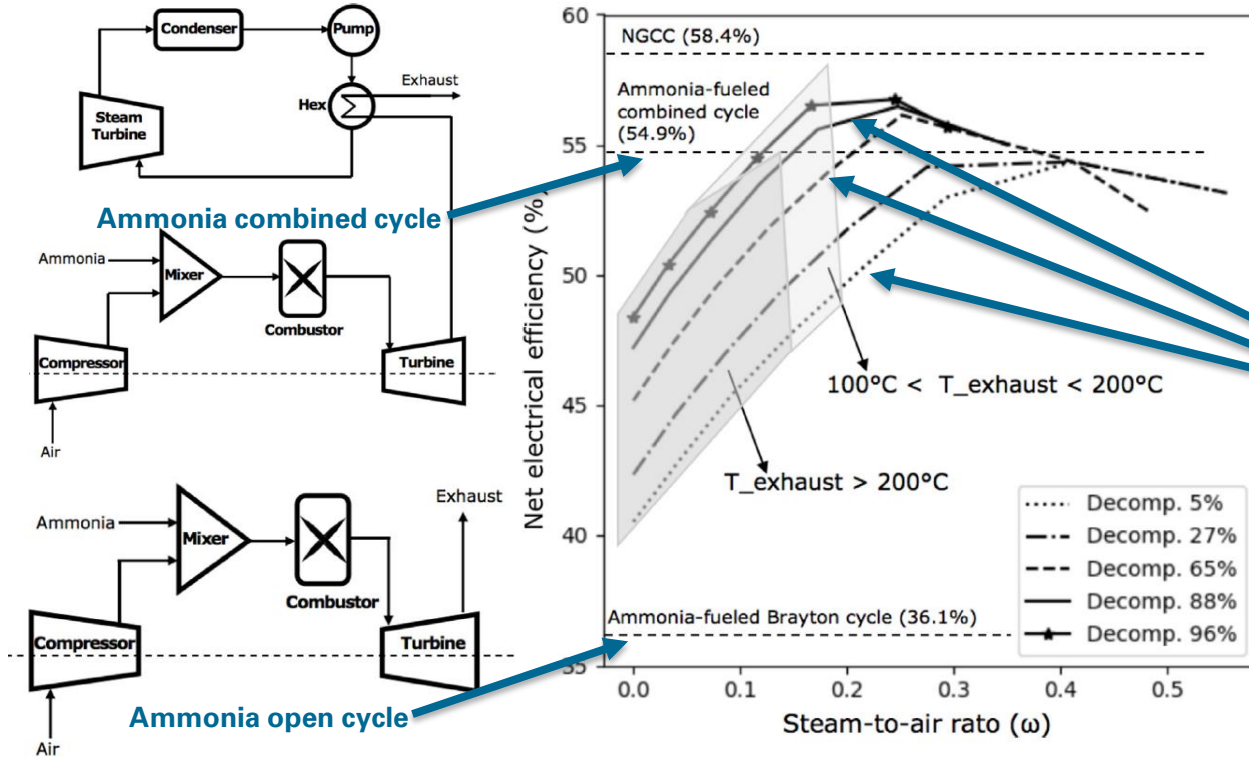 Condenser
Pump
Exhaust
Hex
Steam
Turbine
Ammonia combined cycle
Ammonia
Mixer
Combustor
Compressor
Turbine
Air
Exhaust
Ammonia
Mixer
Combustor
Compressor
Turbine
Ammonia open cycle
Air
Net electrical efficiency (%)
60
55
50
45
40
35
NGCC (58.4%)
Ammonia-fueled
combined cycle
(54.9%)
100°C < T_exhaust < 200°C
T_exhaust > 200°C
Ammonia-fueled Brayton cycle (36.1%)
Decomp. 5%
Decomp. 27%
Decomp. 65%
Decomp. 88%
Decomp. 96%
0.0 0.1 0.2 0.3 0.4 0.5
Steam-to-air rato (ω)